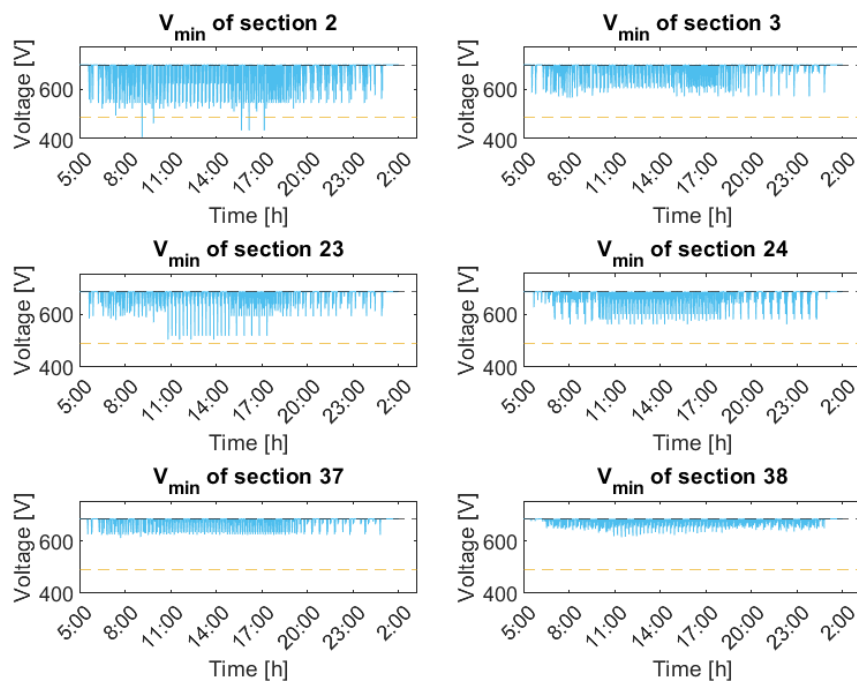 V_min of section 2
Voltage [V]
600
400
5:00 8:00 11:00 14:00 17:00 20:00 23:00 2:00
Time [h]
V_min of section 3
Voltage [V]
600
400
5:00 8:00 11:00 14:00 17:00 20:00 23:00 2:00
Time [h]
V_min of section 23
Voltage [V]
600
400
5:00 8:00 11:00 14:00 17:00 20:00 23:00 2:00
Time [h]
V_min of section 24
Voltage [V]
600
400
5:00 8:00 11:00 14:00 17:00 20:00 23:00 2:00
Time [h]
V_min of section 37
Voltage [V]
600
400
5:00 8:00 11:00 14:00 17:00 20:00 23:00 2:00
Time [h]
V_min of section 38
Voltage [V]
600
400
5:00 8:00 11:00 14:00 17:00 20:00 23:00 2:00
Time [h]